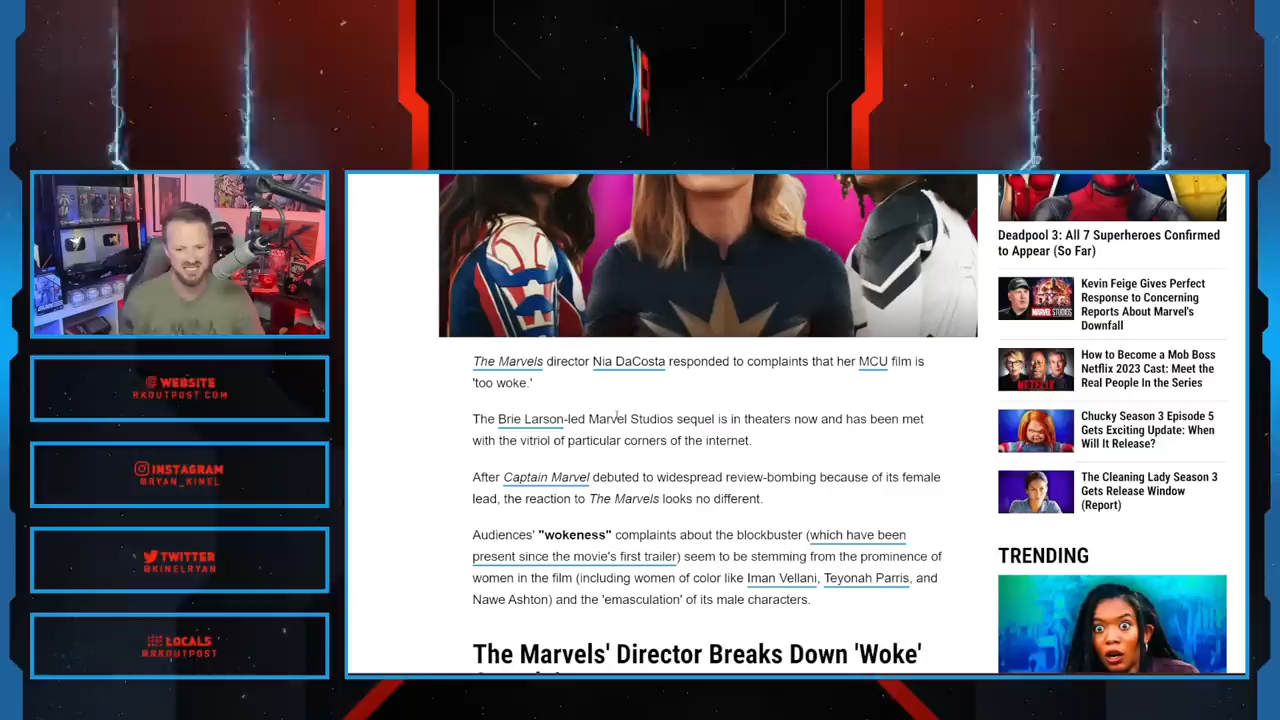 WEBSITE
RKOUTPOST.COM
INSTAGRAM
@RYAN_KINEL
TWITTER
@KINELRYAN
LOCALS
@RKOUTPOST
The Marvels director Nia DaCosta responded to complaints that her MCU film is
'too woke.'
The Brie Larson-led Marvel Studios sequel is in theaters now and has been met
with the vitriol of particular corners of the internet.
After Captain Marvel debuted to widespread review-bombing because of its female
lead, the reaction to The Marvels looks no different.
Audiences' "wokeness" complaints about the blockbuster (which have been
present since the movie's first trailer) seem to be stemming from the prominence of
women in the film (including women of color like Iman Vellani, Teyonah Parris, and
Nawe Ashton) and the 'emasculation' of its male characters.
The Marvels' Director Breaks Down 'Woke'
Deadpool 3: All 7 Superheroes Confirmed
to Appear (So Far)
MARVEL STUDIOS
Kevin Feige Gives Perfect
Response to Concerning
Reports About Marvel's
Downfall
NETFLIX
How to Become a Mob Boss
Netflix 2023 Cast: Meet the
Real People In the Series
Chucky Season 3 Episode 5
Gets Exciting Update: When
Will It Release?
The Cleaning Lady Season 3
Gets Release Window
(Report)
TRENDING